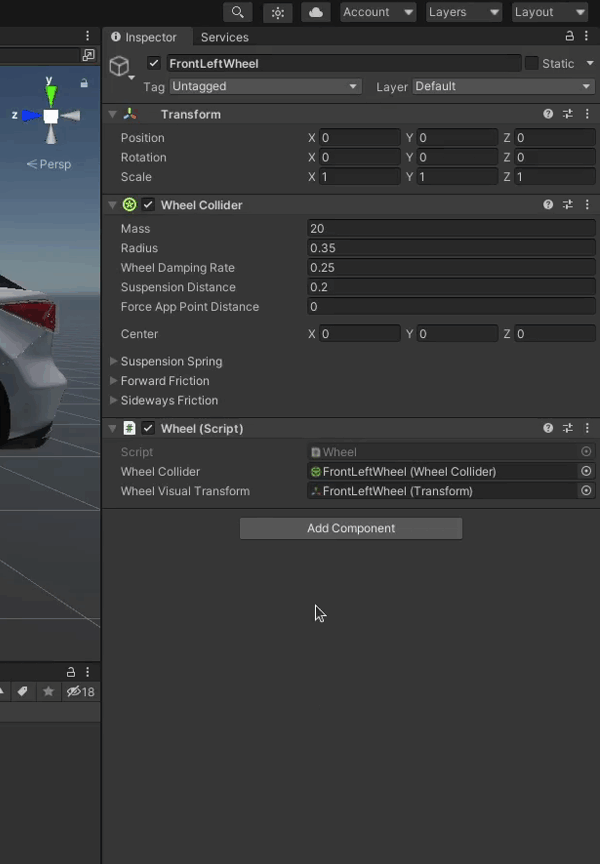 Account Layers Layout
Inspector Services
FrontLeftWheel Static
Tag Untagged Layer Default
y
z
Persp
Transform
Position X 0 Y 0 Z 0
Rotation X 0 Y 0 Z 0
Scale X 1 Y 1 Z 1
Wheel Collider
Mass 20
Radius 0.35
Wheel Damping Rate 0.25
Suspension Distance 0.2
Force App Point Distance 0
Center X 0 Y 0 Z 0
Suspension Spring
Forward Friction
Sideways Friction
# Wheel (Script)
Script Wheel
Wheel Collider FrontLeftWheel (Wheel Collider)
Wheel Visual Transform FrontLeftWheel (Transform)
Add Component
18